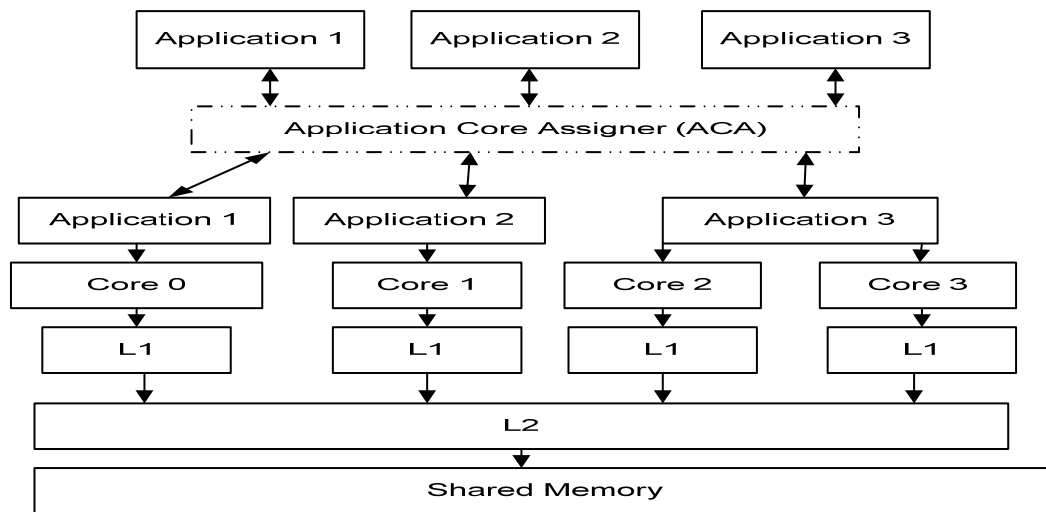 Application 1
Application 2
Application 3
Application Core Assigner (ACA)
Application 1
Application 2
Application 3
Core 0
Core 1
Core 2
Core 3
L1
L1
L1
L1
L2
Shared Memory